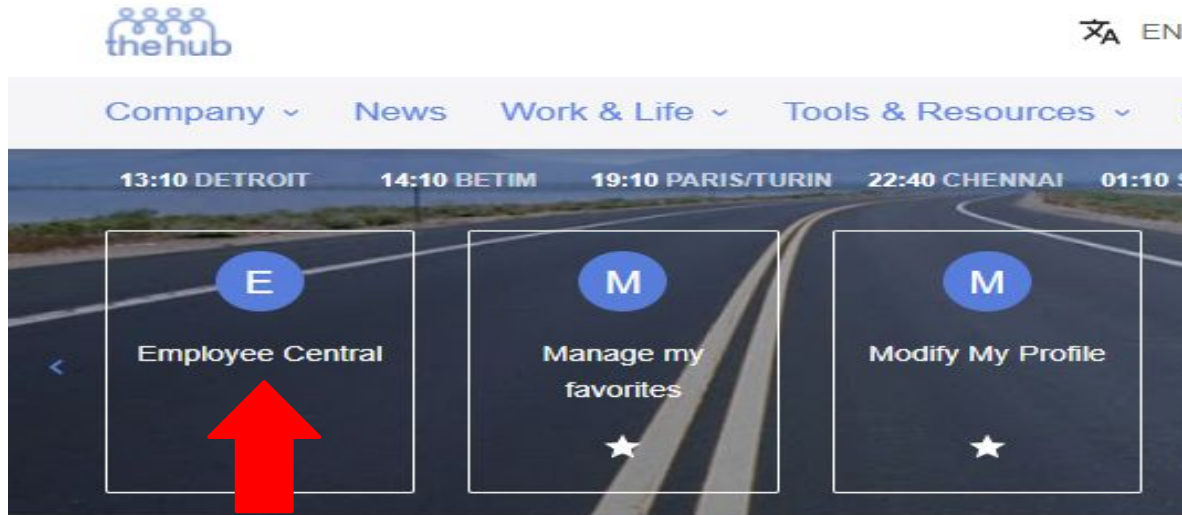 thehub
EN
Company News Work & Life Tools & Resources
13:10 DETROIT 14:10 BETIM 19:10 PARIS/TURIN 22:40 CHENNAI 01:10
E M M
Employee Central Manage my Modify My Profile
favorites